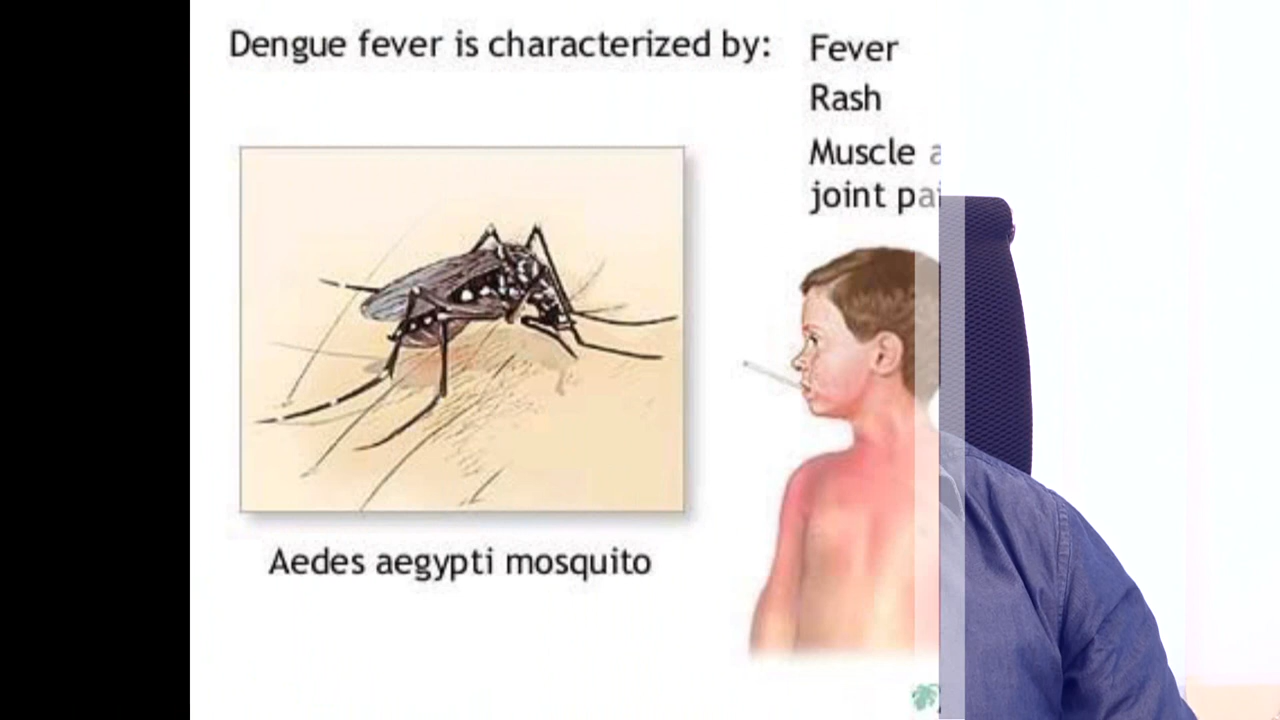 Dengue fever is characterized by:
Fever
Rash
Muscle
joint
Aedes aegypti mosquito